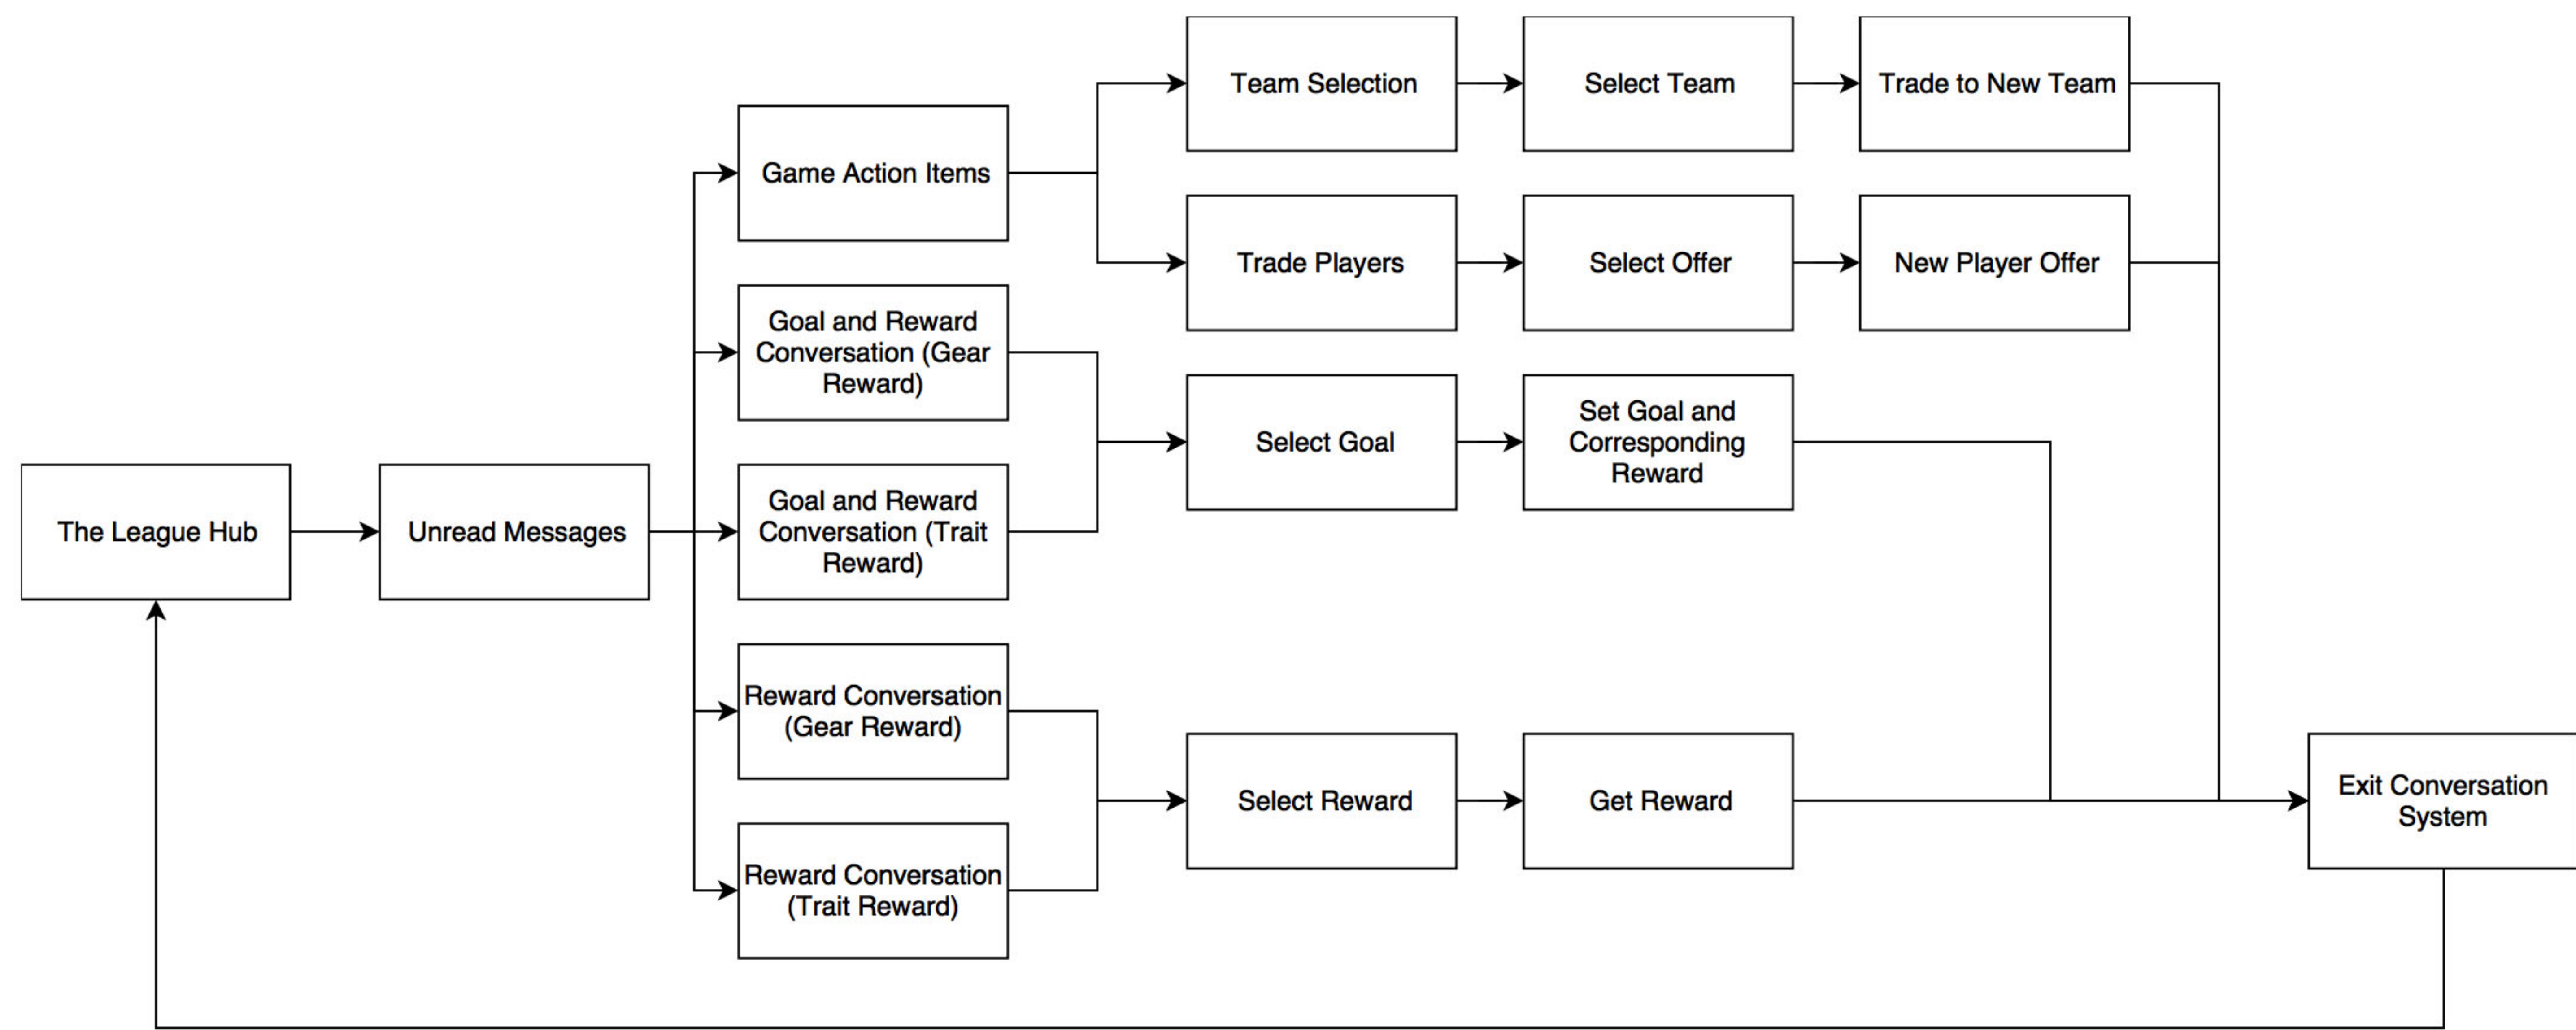 The League Hub
Unread Messages
Game Action Items
Goal and Reward
Conversation (Gear
Reward)
Goal and Reward
Conversation (Trait
Reward)
Reward Conversation
(Gear Reward)
Reward Conversation
(Trait Reward)
Team Selection
Select Team
Trade to New Team
Trade Players
Select Offer
New Player Offer
Select Goal
Set Goal and
Corresponding
Reward
Select Reward
Get Reward
Exit Conversation
System